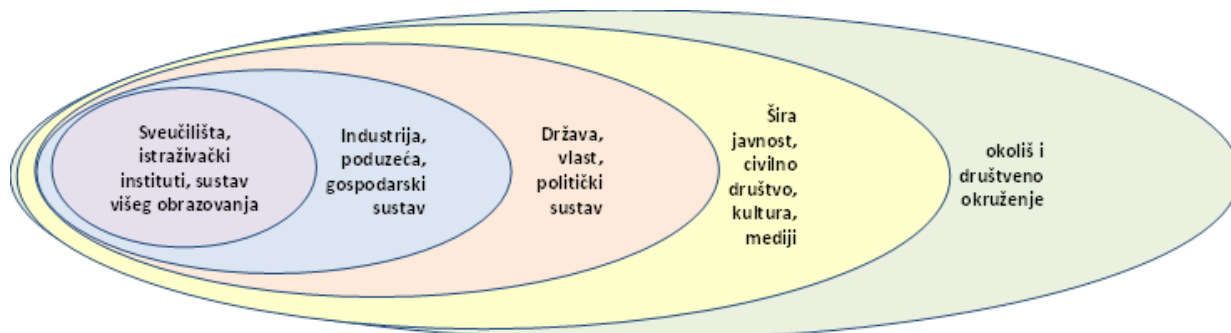 Sveučilišta,
istraživački
instituti, sustav
višeg obrazovanja
Industrija,
poduzeća,
gospodarski
sustav
Država,
vlast,
politički
sustav
Šira
javnost,
civilno
društvo,
kultura,
mediji
okoliš i
društveno
okruženje